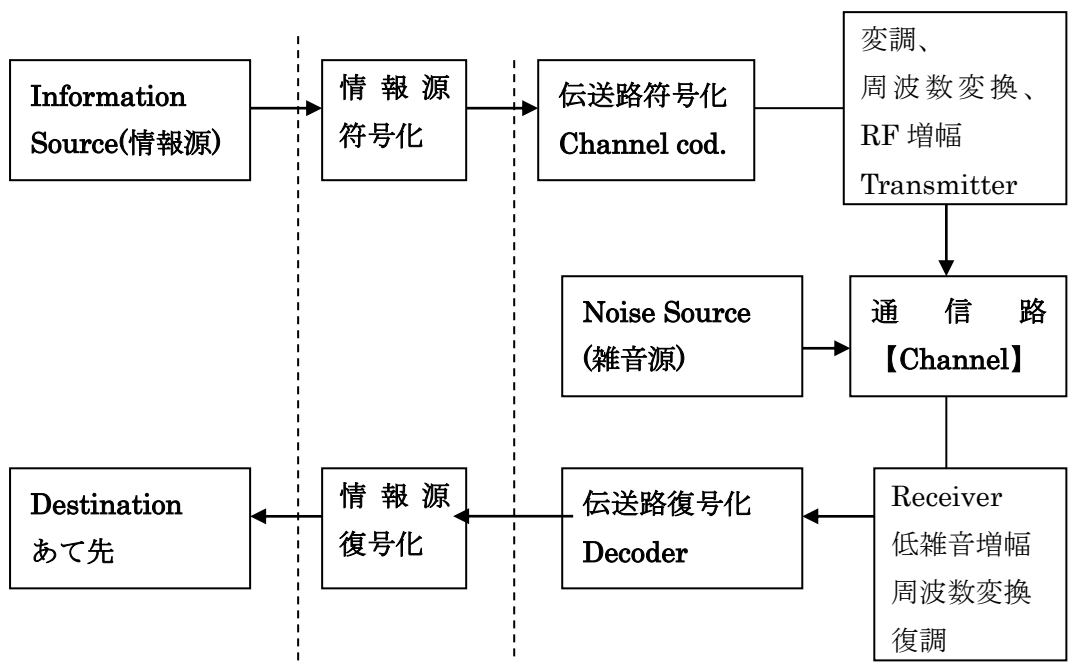 Information
Source(情報源)
情報源
符号化
伝送路符号化
Channel cod.
変調、
周波数変換、
RF 増幅
Transmitter
Noise Source
(雑音源)
通信路
【Channel】
Destination
あて先
情報源
復号化
伝送路復号化
Decoder
Receiver
低雑音増幅
周波数変換
復調